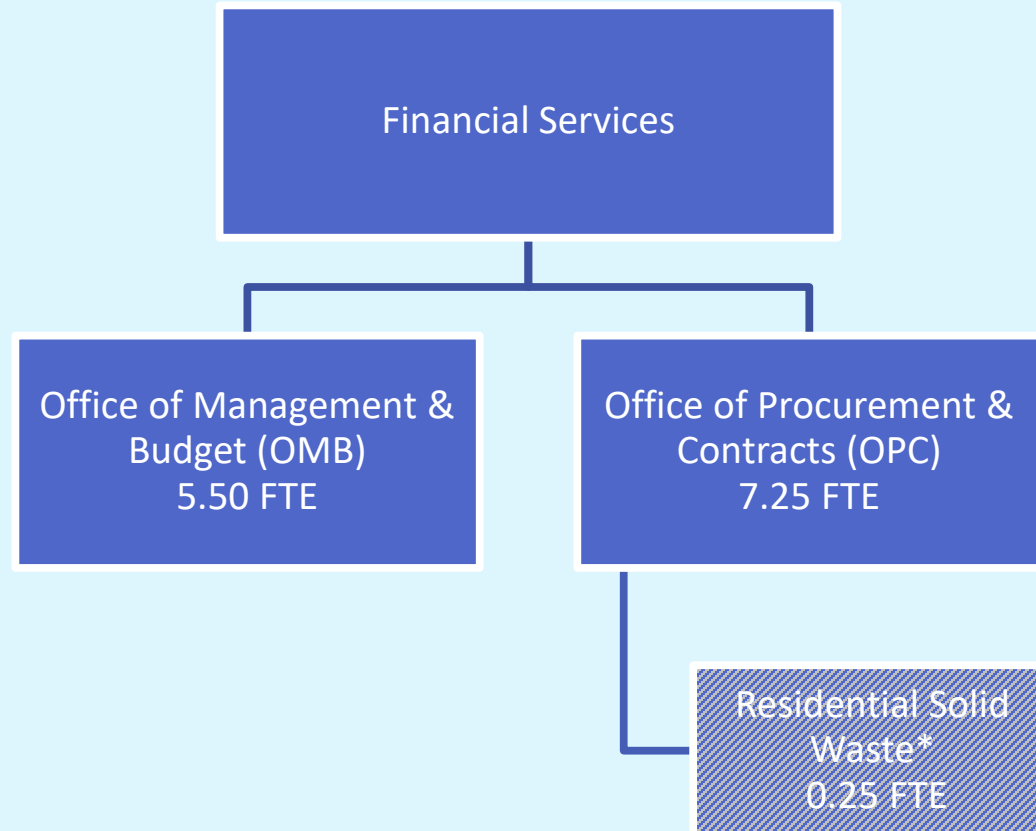 Financial Services
Office of Management &
Budget (OMB)
5.50 FTE
Office of Procurement &
Contracts (OPC)
7.25 FTE
Residential Solid
Waste*
0.25 FTE